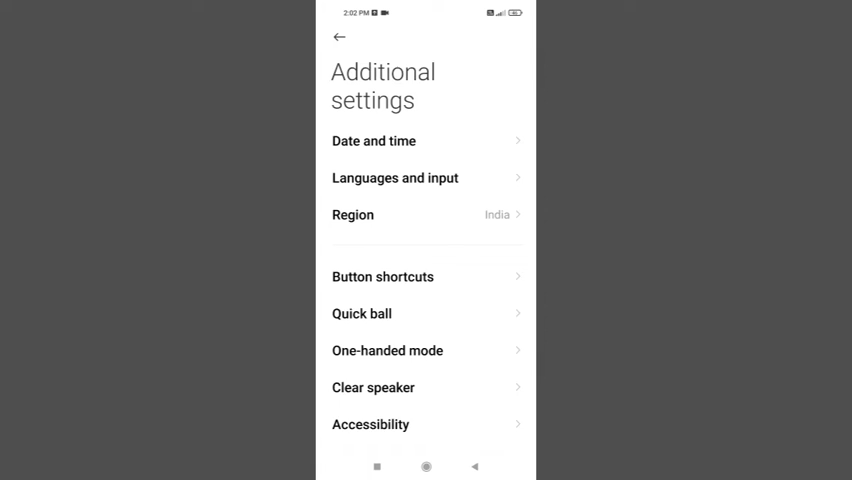 2:02 PM
Additional
settings
Date and time
Languages and input
Region India
Button shortcuts
Quick ball
One-handed mode
Clear speaker
Accessibility